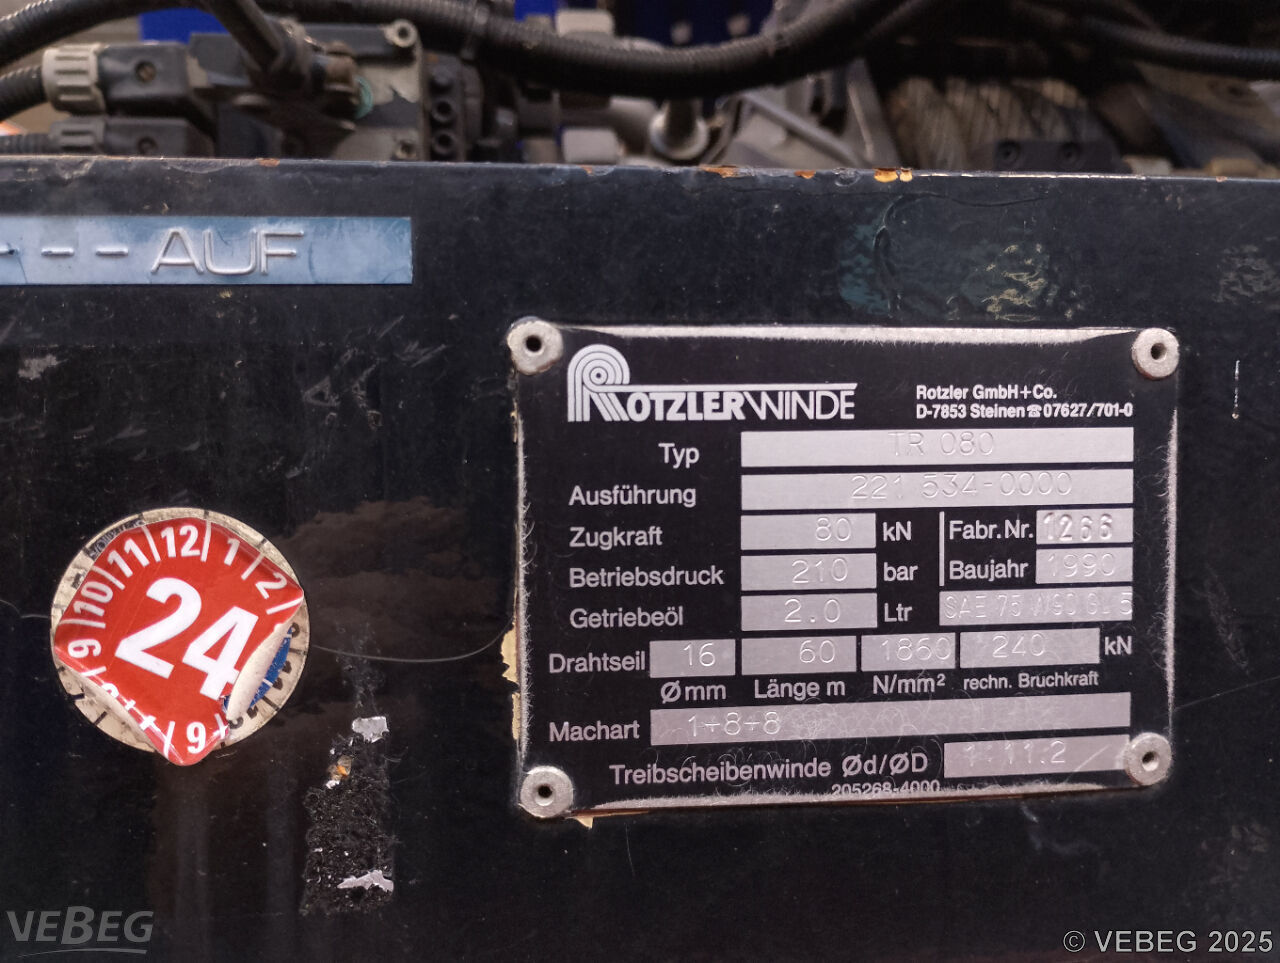 ---AUF
ROTZLER WINDE
Rotzler GmbH+Co.
D-7853 Steinen ☎ 07627/701-0
Typ TR 080
Ausführung 221 534-0000
Zugkraft 80 kN Fabr.Nr. 1266
Betriebsdruck 210 bar Baujahr 1990
Getriebeöl 2.0 Ltr SAE 75 W90 GL 5
Drahtseil 16 60 1860 240 kN
Ømm Länge m N/mm² rechn. Bruchkraft
Machart 1+8+8
Treibscheibenwinde Ød/ØD 1:11.2
205268-4000
11 12 1 2
10
9
24
6
VEBEG
© VEBEG 2025